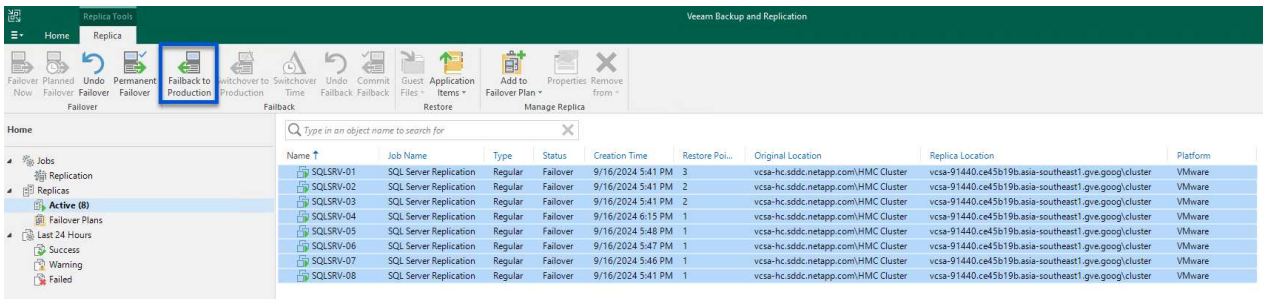 Replica Tools
Veeam Backup and Replication
Home Replica
Failover Now
Planned Failover
Undo Failover
Permanent Failover
Failback to Production
Switchover to Production
Switchover Time
Undo Failback
Commit Failback
Guest Files
Application Items
Add to Failover Plan
Properties
Remove from
Failover Failback Restore Manage Replica
Home
Type in an object name to search for
Jobs
Replication
Replicas
Active (8)
Failover Plans
Last 24 Hours
Success
Warning
Failed
Name Job Name Type Status Creation Time Restore Poi... Original Location Replica Location Platform
SQLSRV-01 SQL Server Replication Regular Failover 9/16/2024 5:41 PM 3 vcsa-hc.sddc.netapp.com\HMC Cluster vcsa-91440.ce45b19b.asia-southeast1.gve.goog\cluster VMware
SQLSRV-02 SQL Server Replication Regular Failover 9/16/2024 5:41 PM 2 vcsa-hc.sddc.netapp.com\HMC Cluster vcsa-91440.ce45b19b.asia-southeast1.gve.goog\cluster VMware
SQLSRV-03 SQL Server Replication Regular Failover 9/16/2024 5:41 PM 2 vcsa-hc.sddc.netapp.com\HMC Cluster vcsa-91440.ce45b19b.asia-southeast1.gve.goog\cluster VMware
SQLSRV-04 SQL Server Replication Regular Failover 9/16/2024 6:15 PM 1 vcsa-hc.sddc.netapp.com\HMC Cluster vcsa-91440.ce45b19b.asia-southeast1.gve.goog\cluster VMware
SQLSRV-05 SQL Server Replication Regular Failover 9/16/2024 5:48 PM 1 vcsa-hc.sddc.netapp.com\HMC Cluster vcsa-91440.ce45b19b.asia-southeast1.gve.goog\cluster VMware
SQLSRV-06 SQL Server Replication Regular Failover 9/16/2024 5:47 PM 1 vcsa-hc.sddc.netapp.com\HMC Cluster vcsa-91440.ce45b19b.asia-southeast1.gve.goog\cluster VMware
SQLSRV-07 SQL Server Replication Regular Failover 9/16/2024 5:46 PM 1 vcsa-hc.sddc.netapp.com\HMC Cluster vcsa-91440.ce45b19b.asia-southeast1.gve.goog\cluster VMware
SQLSRV-08 SQL Server Replication Regular Failover 9/16/2024 5:41 PM 1 vcsa-hc.sddc.netapp.com\HMC Cluster vcsa-91440.ce45b19b.asia-southeast1.gve.goog\cluster VMware